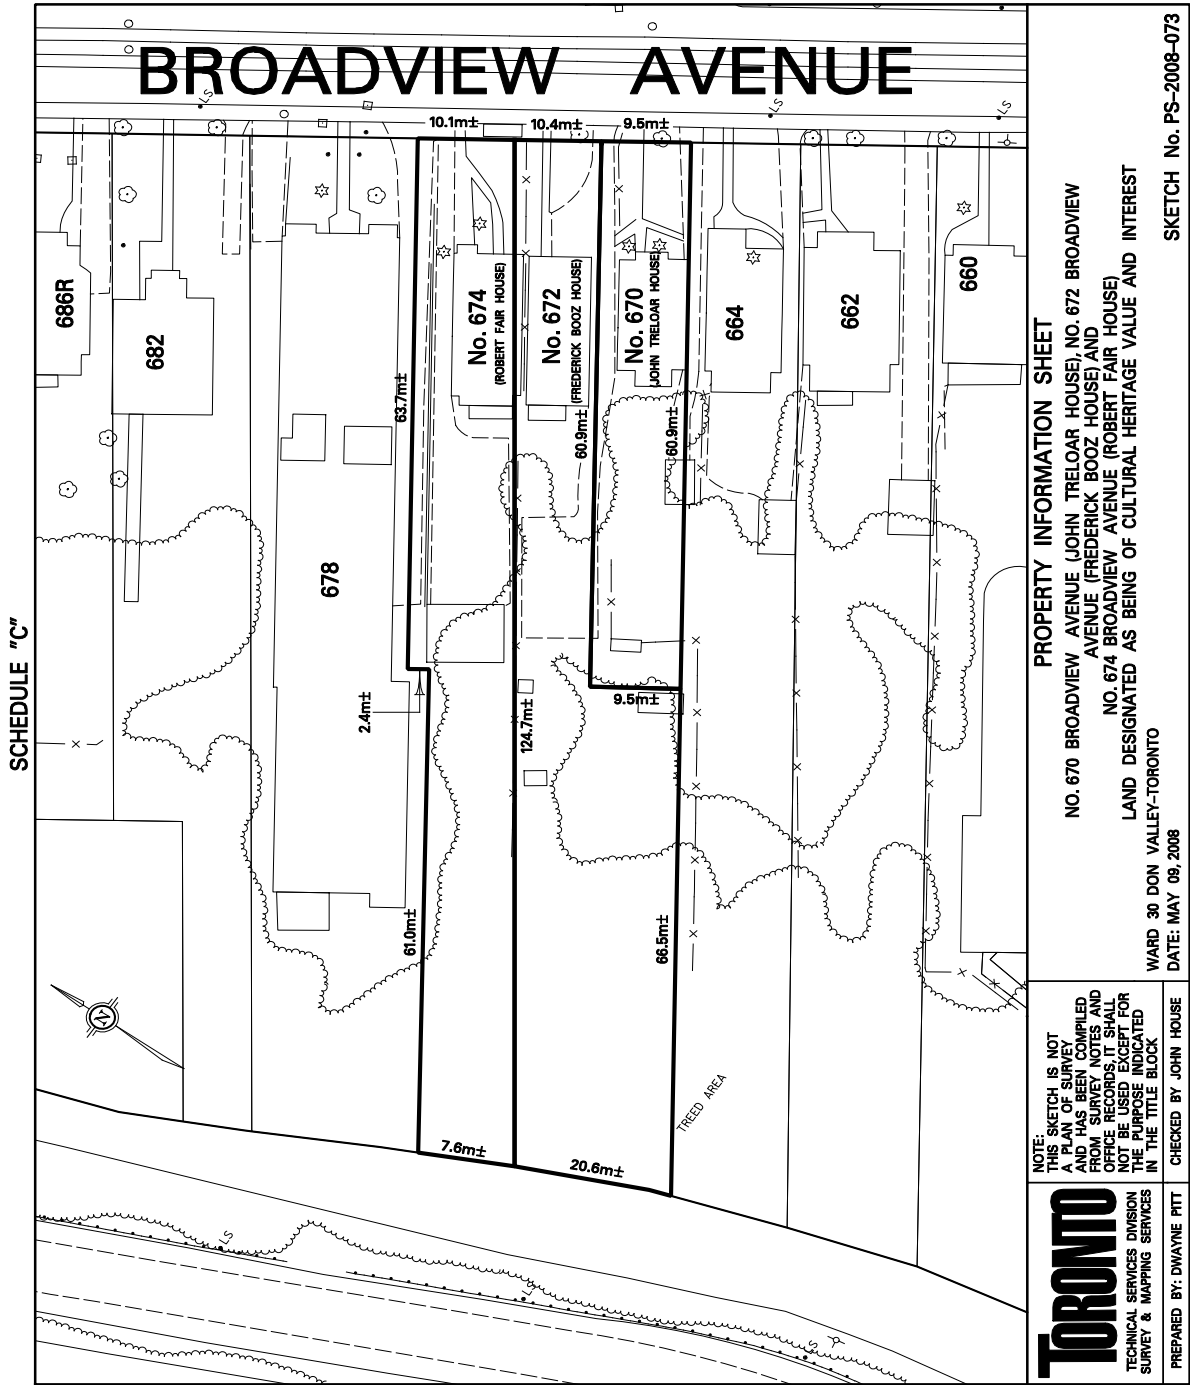 SCHEDULE "C"
BROADVIEW AVENUE
LS
LS
LS
10.1m±
10.4m±
9.5m±
686R
682
678
No. 674
(ROBERT FAIR HOUSE)
No. 672
(FREDERICK BOOZ HOUSE)
No. 670
(JOHN TRELOAR HOUSE)
664
662
660
63.7m±
60.9m±
60.9m±
2.4m±
124.7m±
9.5m±
61.0m±
66.5m±
N
TREED AREA
7.6m±
20.6m±
LS
LS
LS
PROPERTY INFORMATION SHEET
NO. 670 BROADVIEW AVENUE (JOHN TRELOAR HOUSE), NO. 672 BROADVIEW
AVENUE (FREDERICK BOOZ HOUSE) AND
NO. 674 BROADVIEW AVENUE (ROBERT FAIR HOUSE)
LAND DESIGNATED AS BEING OF CULTURAL HERITAGE VALUE AND INTEREST
WARD 30 DON VALLEY-TORONTO
DATE: MAY 09, 2008
SKETCH No. PS-2008-073
NOTE:
THIS SKETCH IS NOT
A PLAN OF SURVEY
AND HAS BEEN COMPILED
FROM SURVEY NOTES AND
OFFICE RECORDS, IT SHALL
NOT BE USED EXCEPT FOR
THE PURPOSE INDICATED
IN THE TITLE BLOCK
CHECKED BY JOHN HOUSE
TORONTO
TECHNICAL SERVICES DIVISION
SURVEY & MAPPING SERVICES
PREPARED BY: DWAYNE PITT